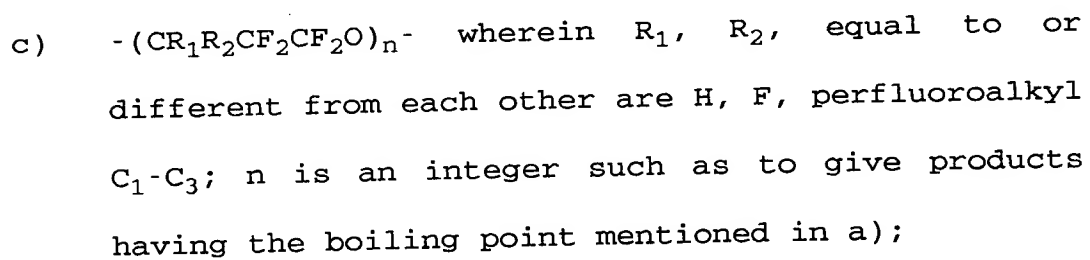 c) -(CR₁R₂CF₂CF₂O)ₙ- wherein R₁, R₂, equal to or
different from each other are H, F, perfluoroalkyl
C₁-C₃; n is an integer such as to give products
having the boiling point mentioned in a);